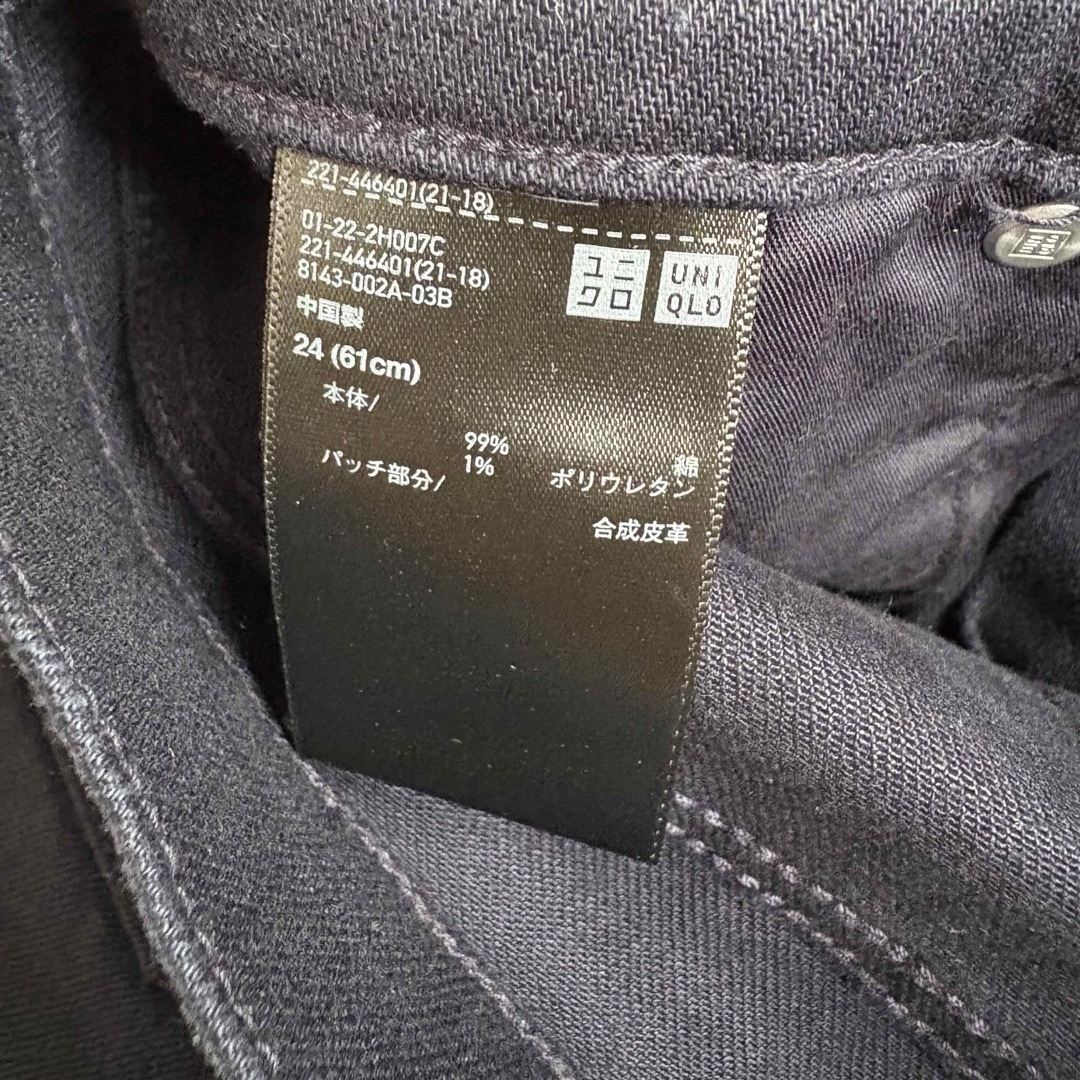 221-446401(21-18)
01-22-2H007C
221-446401(21-18)
8143-002A-03B
ユニクロ
UNIQLO
中国製
24 (61cm)
本体/
99% 綿
1% ポリウレタン
パッチ部分/
合成皮革